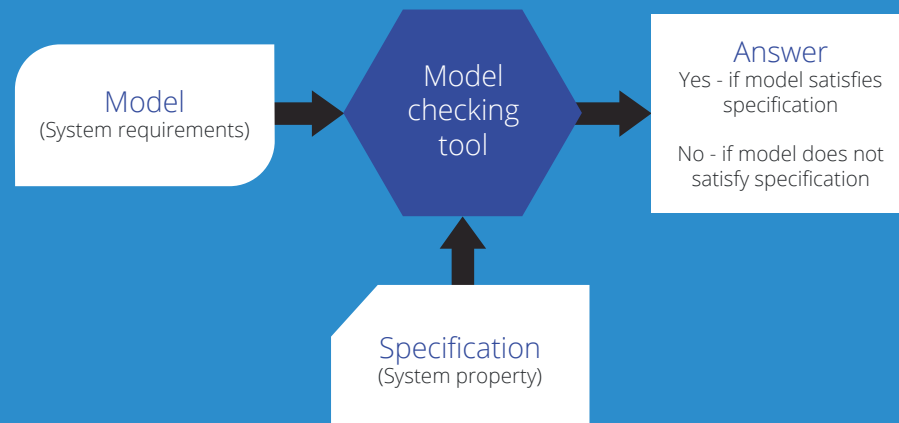 Model
(System requirements)
Model
checking
tool
Answer
Yes - if model satisfies
specification
No - if model does not
satisfy specification
Specification
(System property)